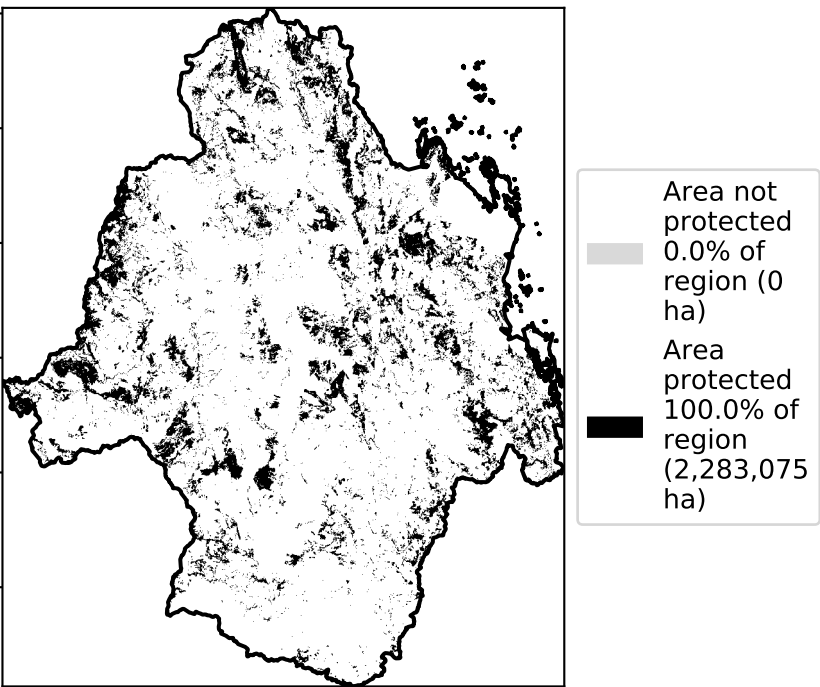 Area not
protected
0.0% of
region (0
ha)
Area
protected
100.0% of
region
(2,283,075
ha)